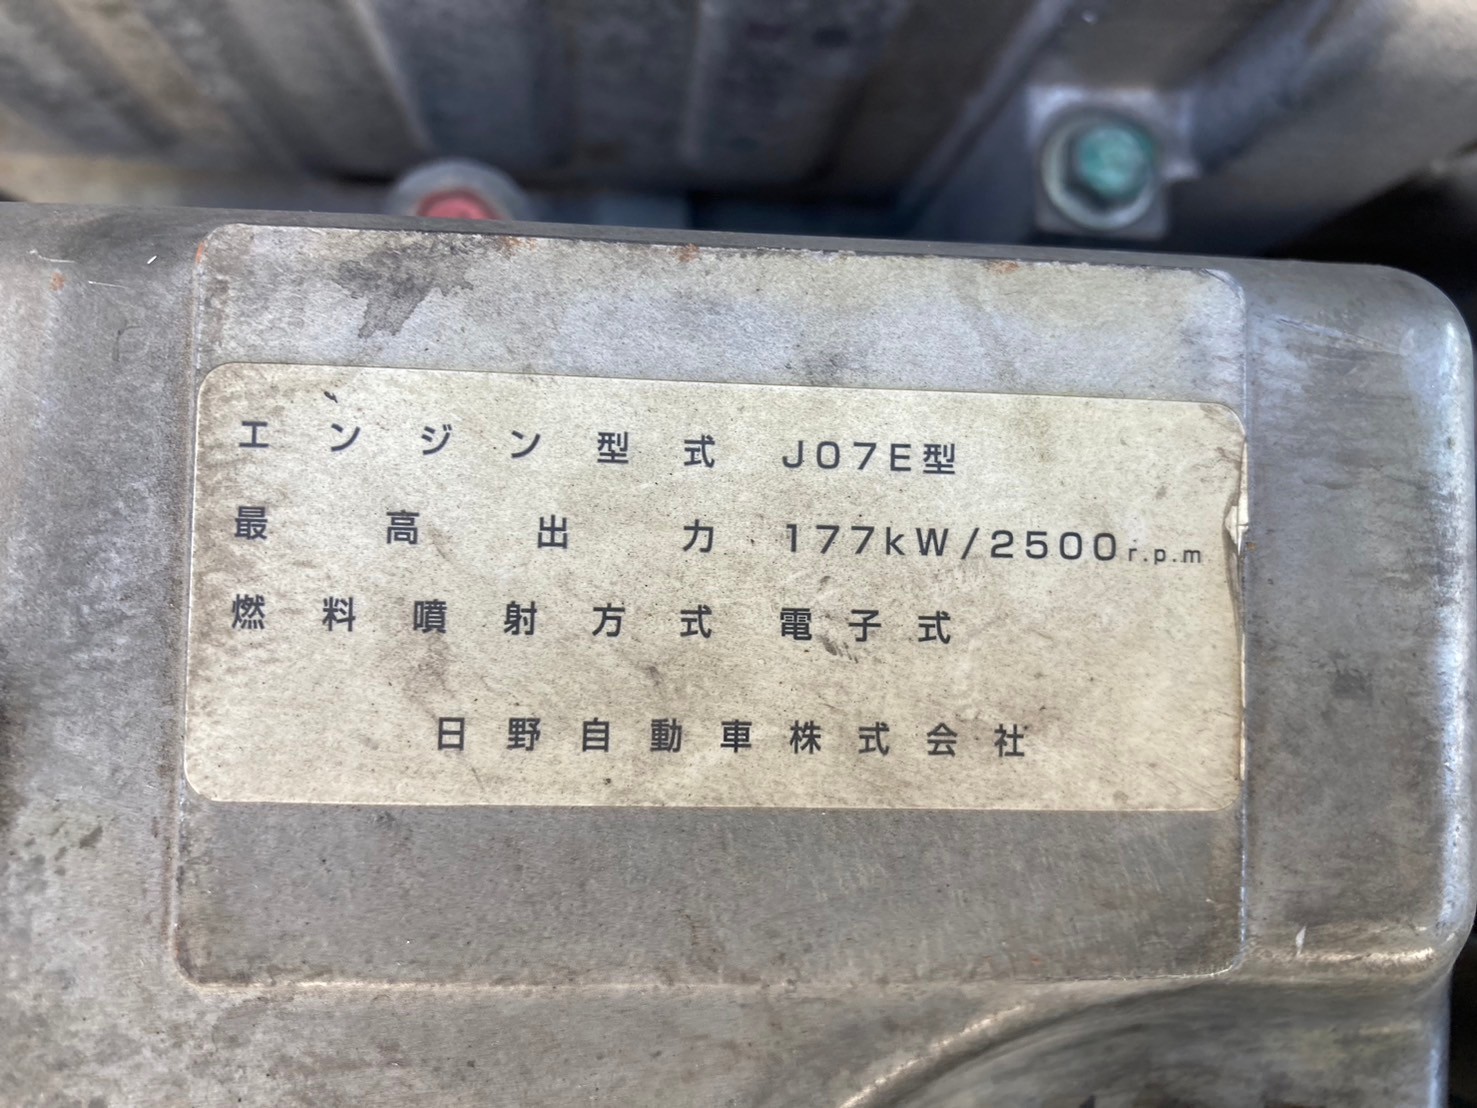 エンジン型式 J07E型
最高出力 177kW/2500r.p.m
燃料噴射方式 電子式
日野自動車株式会社